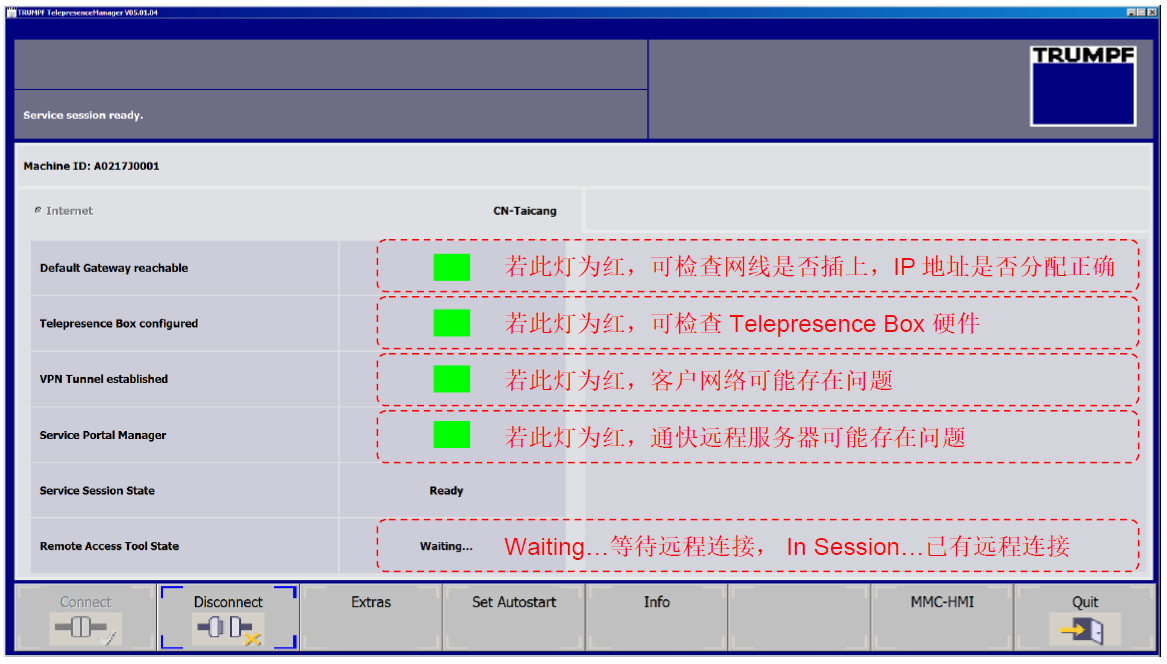 TRUMPF TelepresenceManager V05.01.04
TRUMPF
Service session ready.
Machine ID: A0217J0001
Internet
CN-Taicang
Default Gateway reachable
若此灯为红，可检查网线是否插上，IP 地址是否分配正确
Telepresence Box configured
若此灯为红，可检查 Telepresence Box 硬件
VPN Tunnel established
若此灯为红，客户网络可能存在问题
Service Portal Manager
若此灯为红，通快远程服务器可能存在问题
Service Session State
Ready
Remote Access Tool State
Waiting...
Waiting...等待远程连接， In Session...已有远程连接
Connect
Disconnect
Extras
Set Autostart
Info
MMC-HMI
Quit